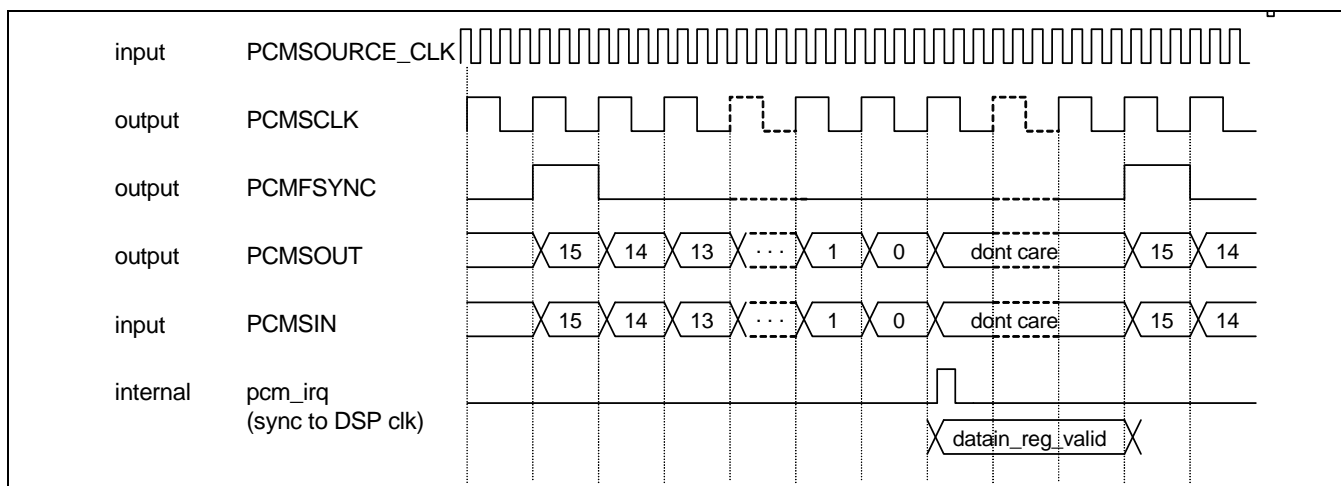 input PCMSOURCE_CLK
output PCMSCLK
output PCMFSYNC
output PCMSOUT 15 14 13 · · · 1 0 dont care 15 14
input PCMSIN 15 14 13 · · · 1 0 dont care 15 14
internal pcm_irq
(sync to DSP clk)
datain_reg_valid